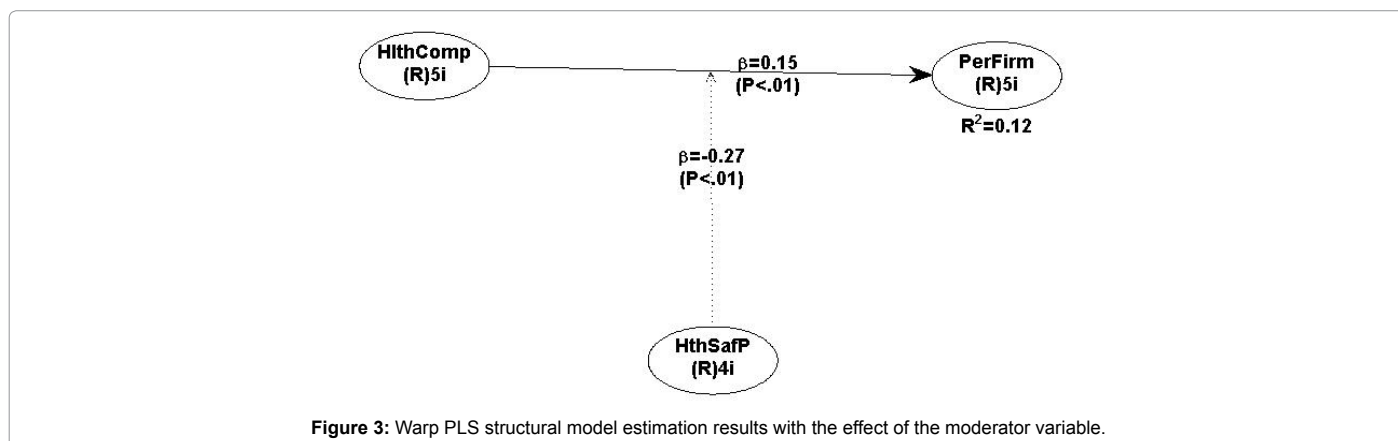 HlthComp
(R)5i
β=0.15
(P<.01)
PerFirm
(R)5i
R²=0.12
β=-0.27
(P<.01)
HthSafP
(R)4i
Figure 3: Warp PLS structural model estimation results with the effect of the moderator variable.